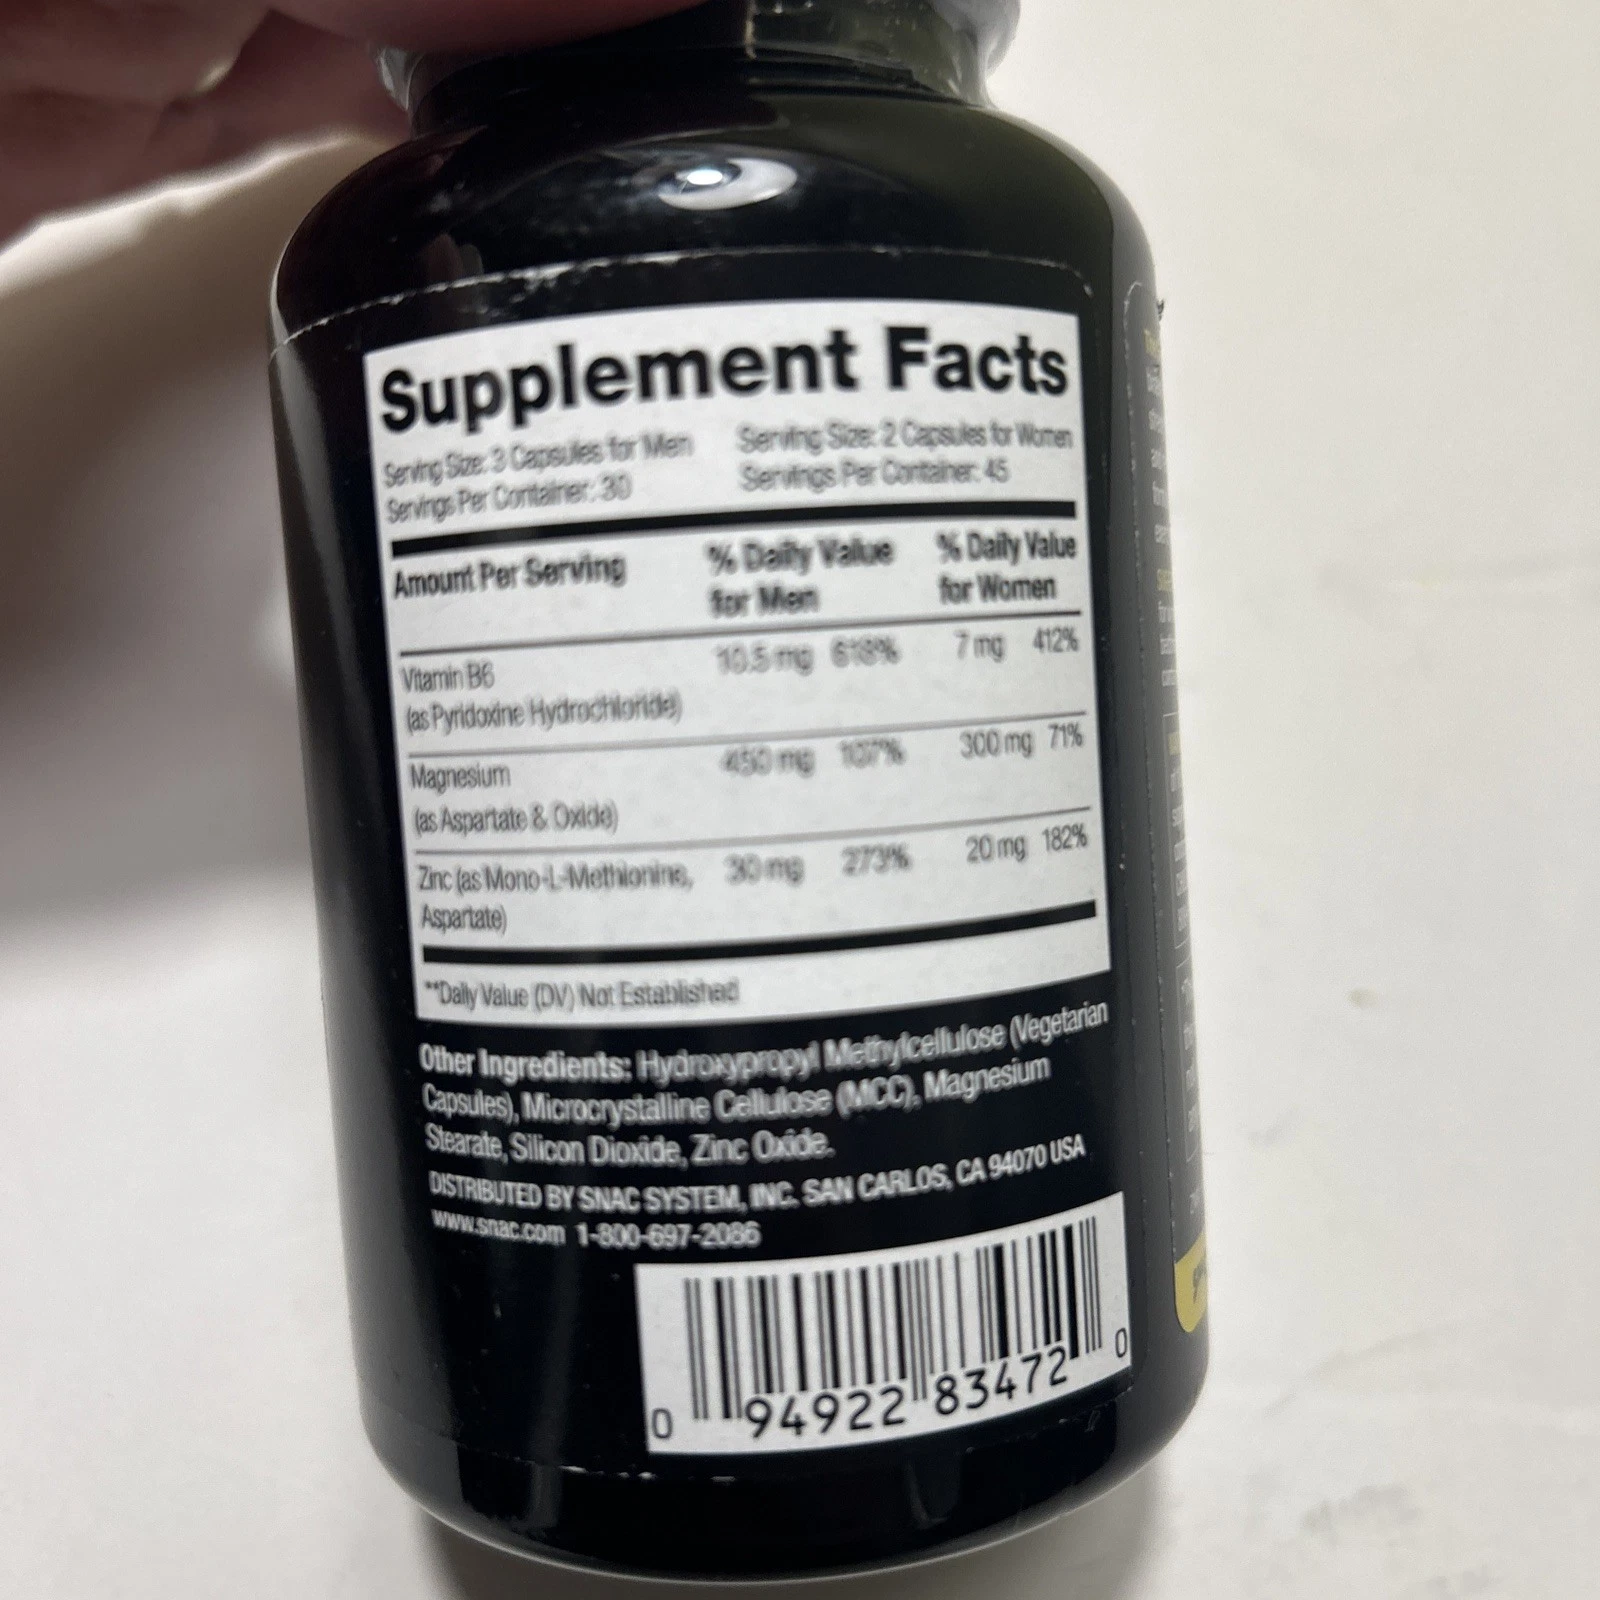 Supplement Facts
Serving Size: 3 Capsules for Men
Servings Per Container: 30
Serving Size: 2 Capsules for Women
Servings Per Container: 45
Amount Per Serving
% Daily Value
for Men
% Daily Value
for Women
Vitamin B6 10.5 mg 618% 7 mg 412%
(as Pyridoxine Hydrochloride)
Magnesium 450 mg 107% 300 mg 71%
(as Aspartate & Oxide)
Zinc (as Mono-L-Methionine, 30 mg 273% 20 mg 182%
Aspartate)
**Daily Value (DV) Not Established
Other Ingredients: Hydroxypropyl Methylcellulose (Vegetarian
Capsules), Microcrystalline Cellulose (MCC), Magnesium
Stearate, Silicon Dioxide, Zinc Oxide.
DISTRIBUTED BY SNAC SYSTEM, INC. SAN CARLOS, CA 94070 USA
www.snac.com 1-800-697-2086
0 94922 83472 0